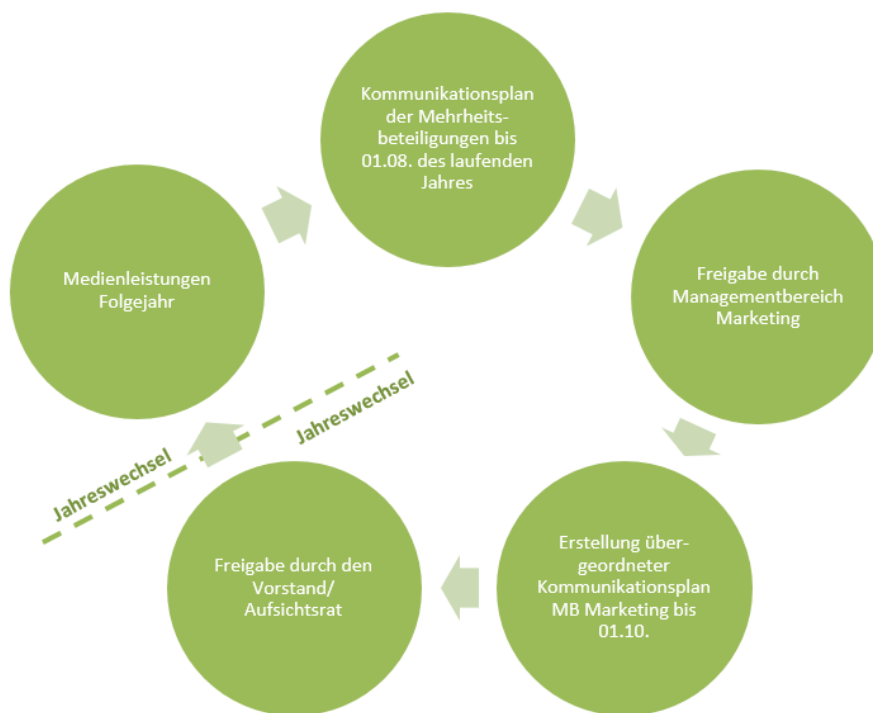 Kommunikationsplan
der Mehrheits-
beteiligungen bis
01.08. des laufenden
Jahres
Freigabe durch
Managementbereich
Marketing
Erstellung über-
geordneter
Kommunikationsplan
MB Marketing bis
01.10.
Freigabe durch den
Vorstand/
Aufsichtsrat
Jahreswechsel
Jahreswechsel
Medienleistungen
Folgejahr